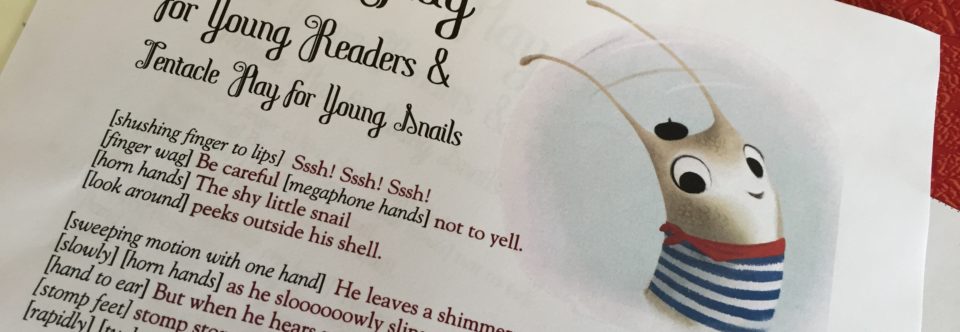 for Young Readers &
Tentacle Play for Young Snails
[shushing finger to lips] Sssh! Sssh! Sssh!
[finger wag] Be careful [megaphone hands] not to yell.
[horn hands] The shy little snail
[look around] peeks outside his shell.
[sweeping motion with one hand] He leaves a shimmer
[slowly] [horn hands] as he slooooooowly
[hand to ear] But when he hears
[stomp feet] stomp
[rapidly]